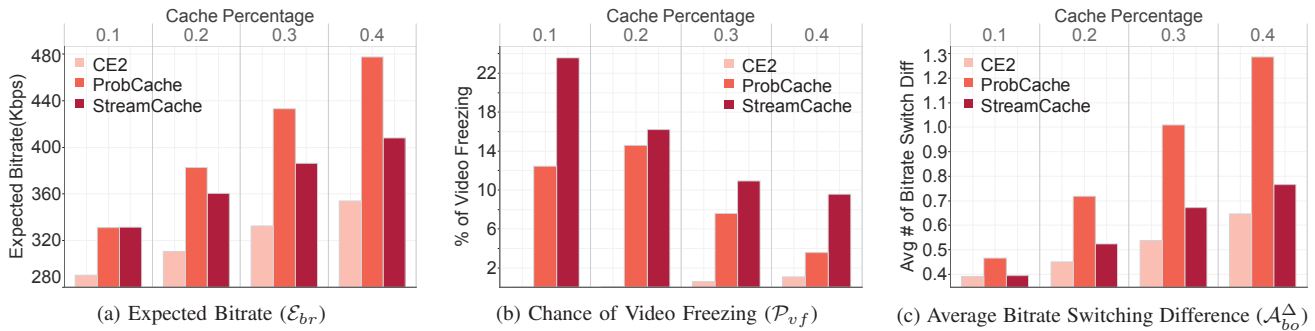 Cache Percentage
0.1 0.2 0.3 0.4
Expected Bitrate(Kbps)
480
440
400
360
320
280
CE2
ProbCache
StreamCache
(a) Expected Bitrate (ℰ_br)
Cache Percentage
0.1 0.2 0.3 0.4
% of Video Freezing
22
18
14
10
6
2
CE2
ProbCache
StreamCache
(b) Chance of Video Freezing (𝒫_vf)
Cache Percentage
0.1 0.2 0.3 0.4
Avg # of Bitrate Switch Diff
1.3
1.2
1.1
1.0
0.9
0.8
0.7
0.6
0.5
0.4
CE2
ProbCache
StreamCache
(c) Average Bitrate Switching Difference (𝒜_bo^Δ)